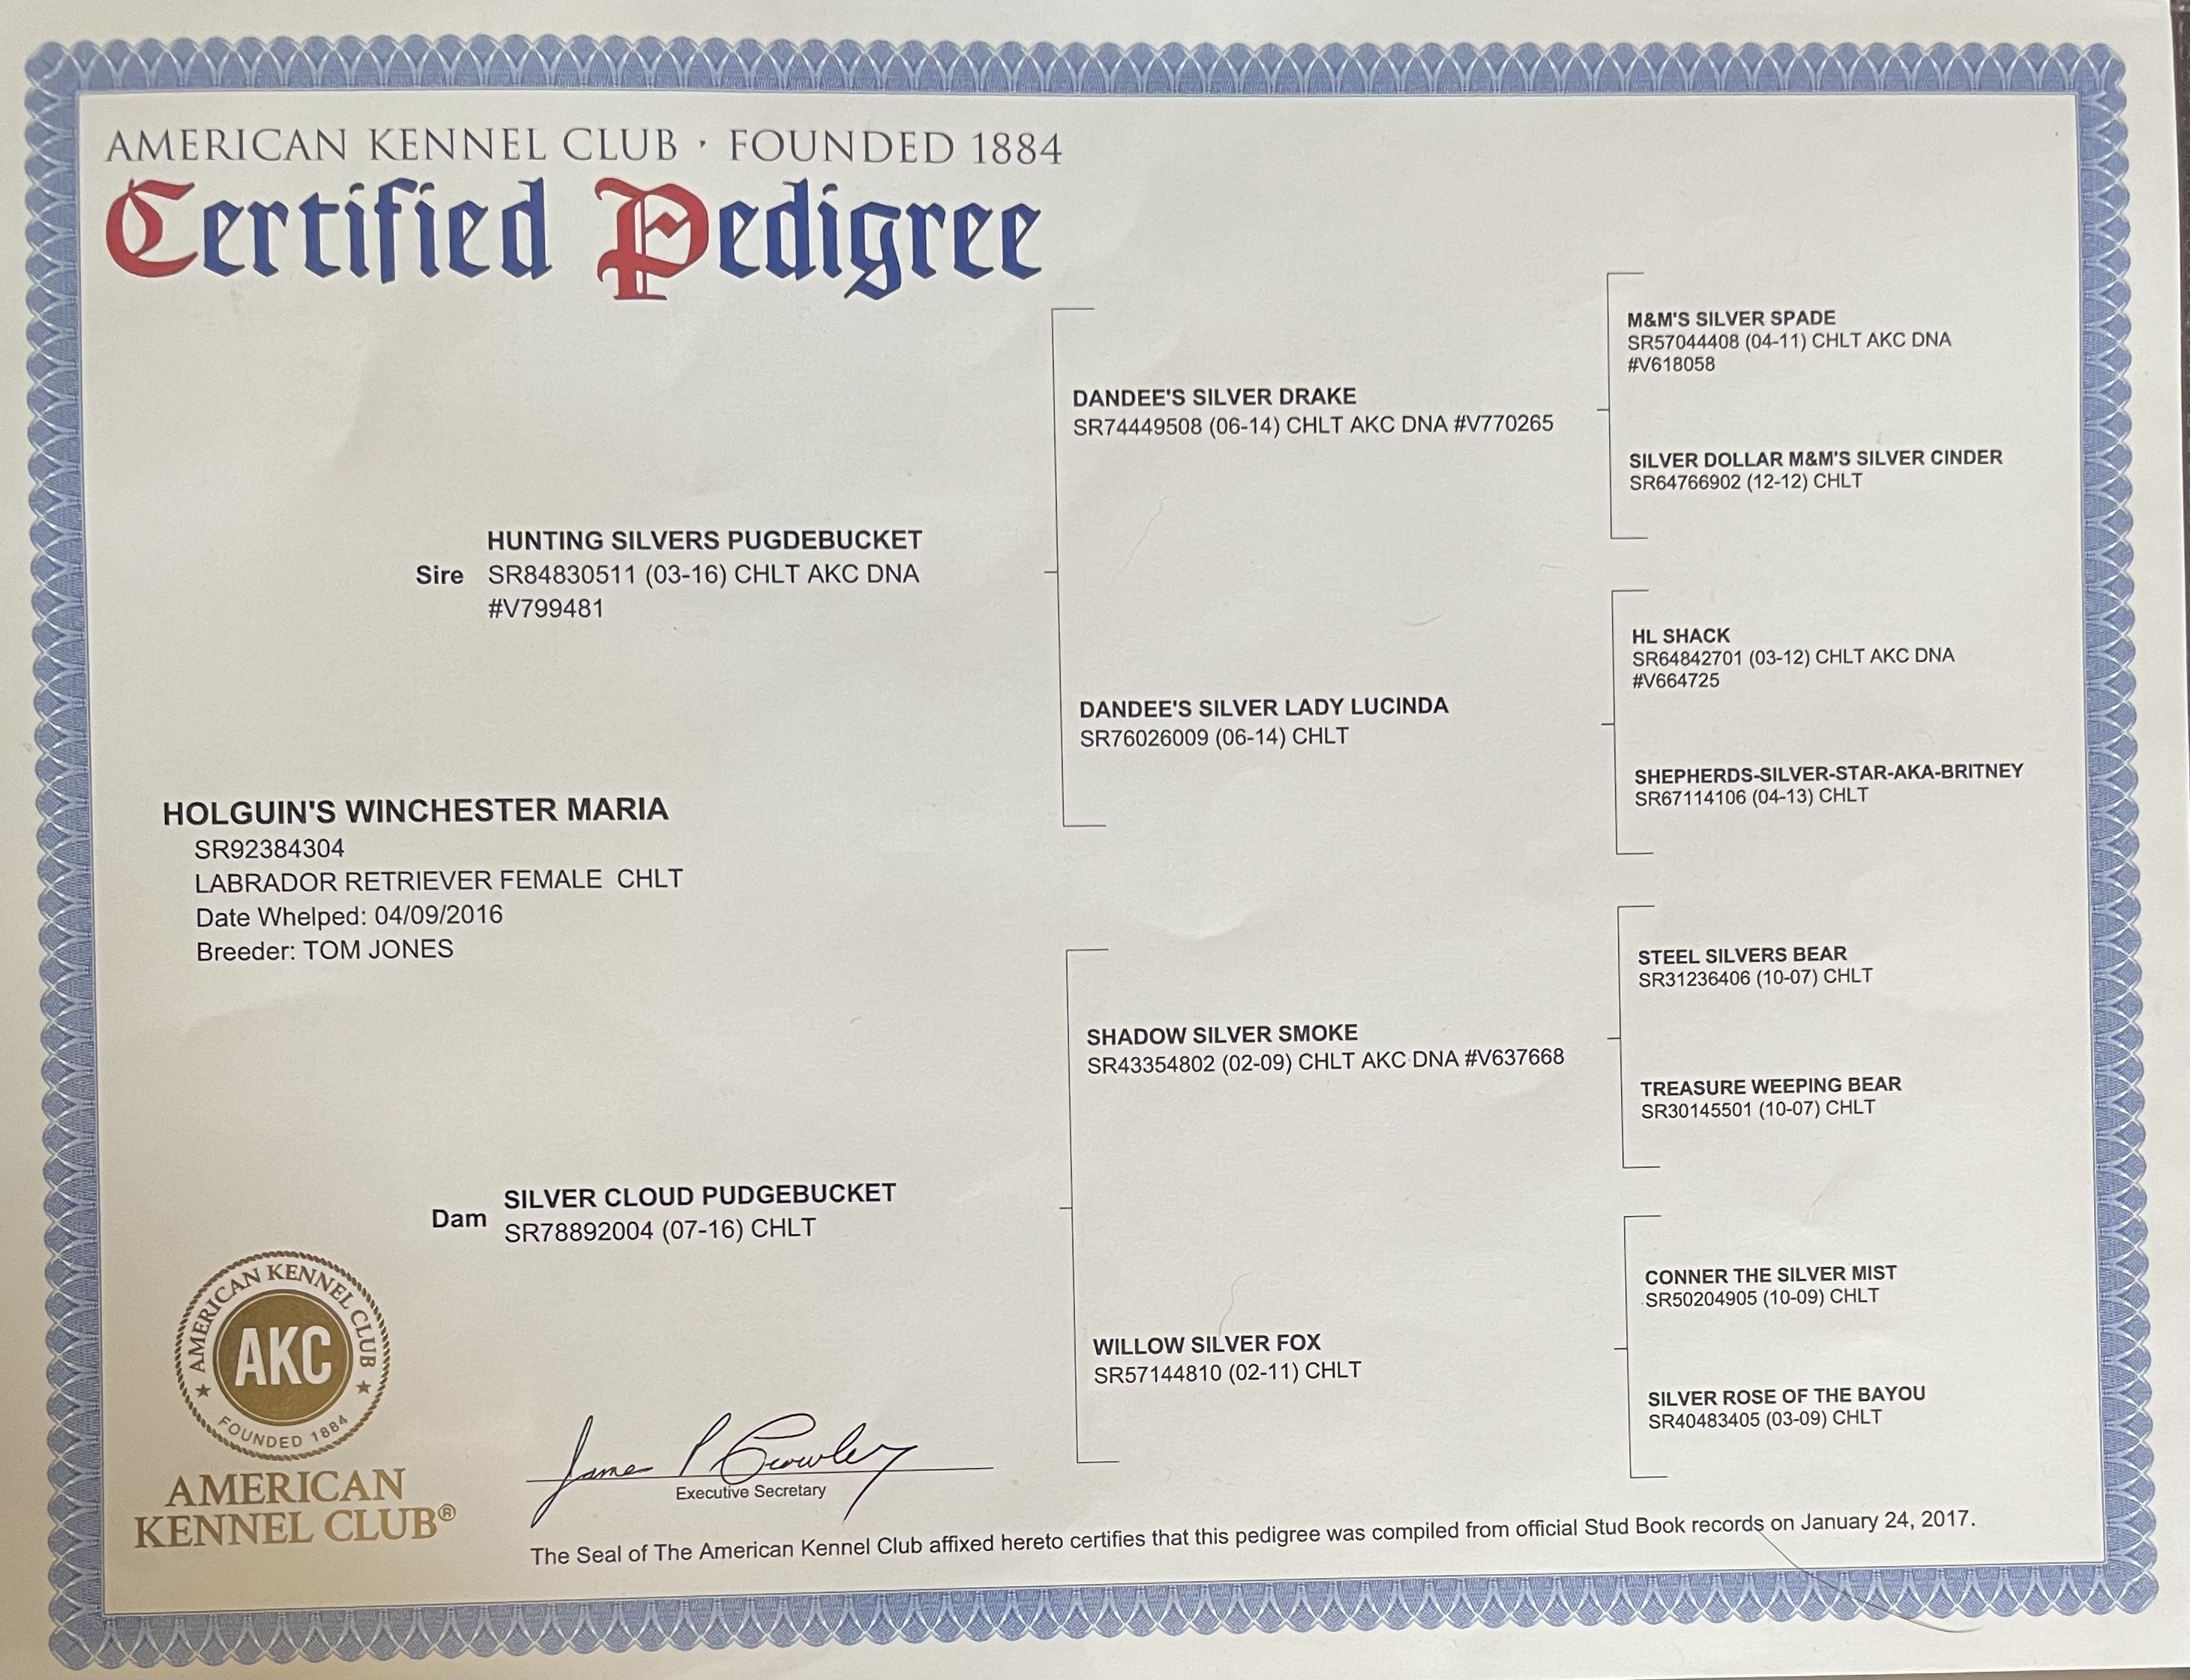 AMERICAN KENNEL CLUB · FOUNDED 1884
Certified Pedigree
HOLGUIN'S WINCHESTER MARIA
SR92384304
LABRADOR RETRIEVER FEMALE CHLT
Date Whelped: 04/09/2016
Breeder: TOM JONES
Sire
HUNTING SILVERS PUGDEBUCKET
SR84830511 (03-16) CHLT AKC DNA
#V799481
Dam
SILVER CLOUD PUDGEBUCKET
SR78892004 (07-16) CHLT
DANDEE'S SILVER DRAKE
SR74449508 (06-14) CHLT AKC DNA #V770265
DANDEE'S SILVER LADY LUCINDA
SR76026009 (06-14) CHLT
SHADOW SILVER SMOKE
SR43354802 (02-09) CHLT AKC DNA #V637668
WILLOW SILVER FOX
SR57144810 (02-11) CHLT
M&M'S SILVER SPADE
SR57044408 (04-11) CHLT AKC DNA
#V618058
SILVER DOLLAR M&M'S SILVER CINDER
SR64766902 (12-12) CHLT
HL SHACK
SR64842701 (03-12) CHLT AKC DNA
#V664725
SHEPHERDS-SILVER-STAR-AKA-BRITNEY
SR67114106 (04-13) CHLT
STEEL SILVERS BEAR
SR31236406 (10-07) CHLT
TREASURE WEEPING BEAR
SR30145501 (10-07) CHLT
CONNER THE SILVER MIST
SR50204905 (10-09) CHLT
SILVER ROSE OF THE BAYOU
SR40483405 (03-09) CHLT
AMERICAN KENNEL CLUB
AKC
FOUNDED 1884
AMERICAN
KENNEL CLUB®
James P Crowley
Executive Secretary
The Seal of The American Kennel Club affixed hereto certifies that this pedigree was compiled from official Stud Book records on January 24, 2017.